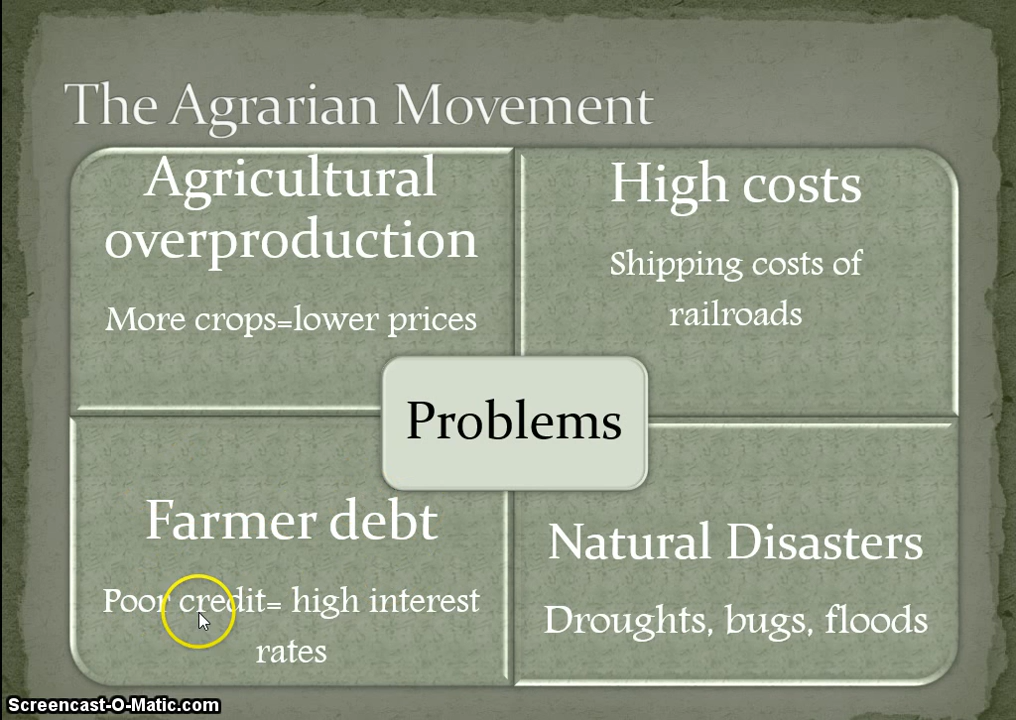 The Agrarian Movement
Agricultural
overproduction
More crops=lower prices
High costs
Shipping costs of
railroads
Problems
Farmer debt
Poor credit= high interest
rates
Natural Disasters
Droughts, bugs, floods
Screencast-O-Matic.com